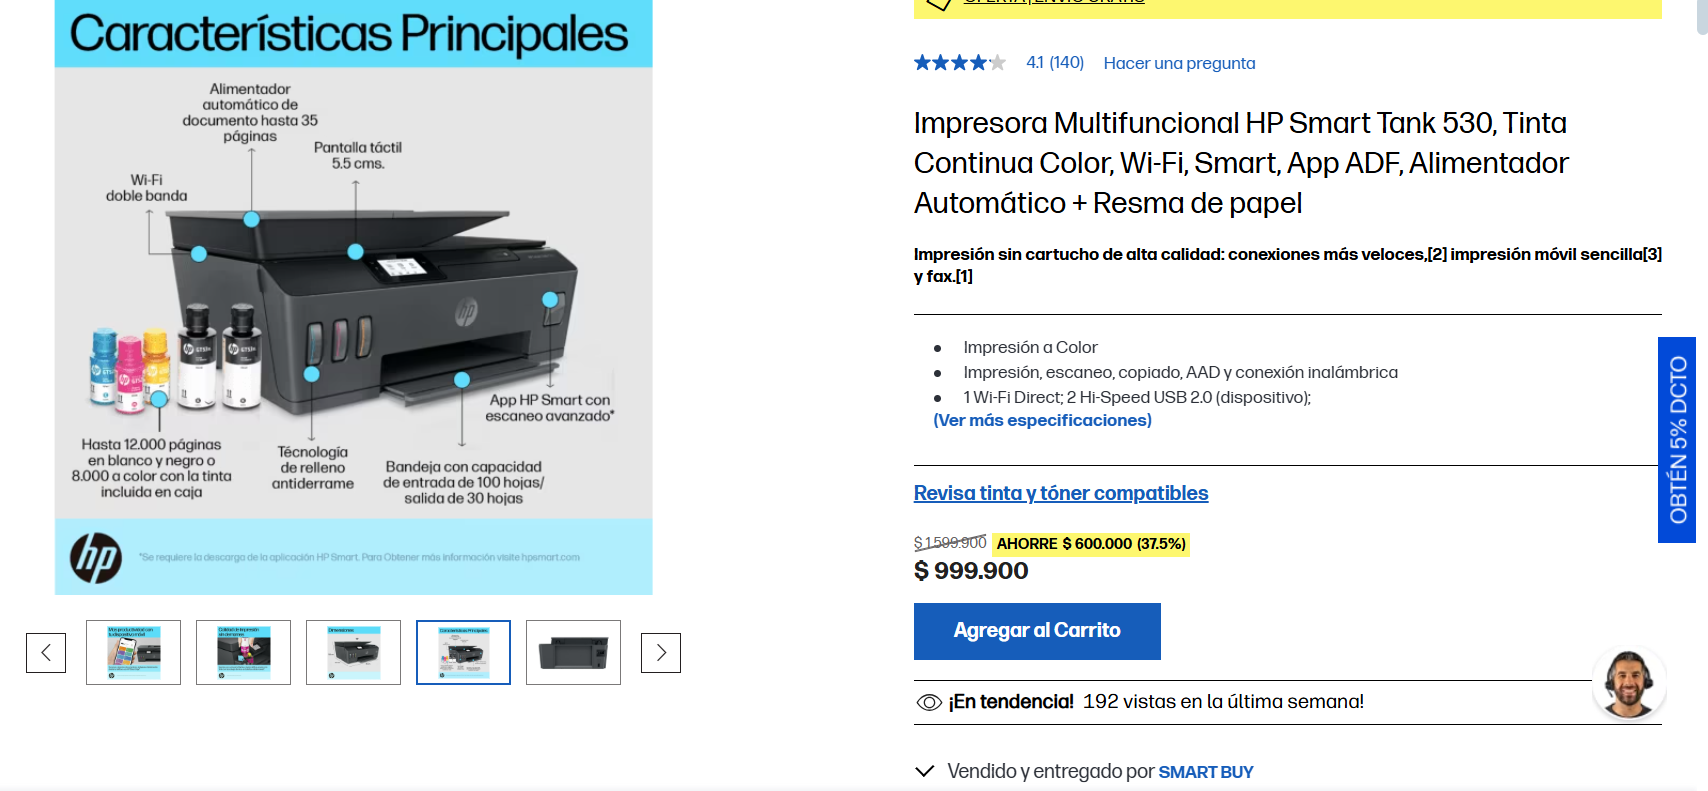 OFERTA | ENVÍO GRATIS
Características Principales
Alimentador
automático de
documento hasta 35
páginas
Pantalla táctil
5.5 cms.
Wi-Fi
doble banda
hp
App HP Smart con
escaneo avanzado*
Hasta 12.000 páginas
en blanco y negro o
8.000 a color con la tinta
incluida en caja
Técnología
de relleno
antiderrame
Bandeja con capacidad
de entrada de 100 hojas/
salida de 30 hojas
hp
*Se requiere la descarga de la aplicación HP Smart. Para Obtener más información visite hpsmart.com
4.1 (140) Hacer una pregunta
Impresora Multifuncional HP Smart Tank 530, Tinta
Continua Color, Wi-Fi, Smart, App ADF, Alimentador
Automático + Resma de papel
Impresión sin cartucho de alta calidad: conexiones más veloces,[2] impresión móvil sencilla[3]
y fax.[1]
Impresión a Color
Impresión, escaneo, copiado, AAD y conexión inalámbrica
1 Wi-Fi Direct; 2 Hi-Speed USB 2.0 (dispositivo);
(Ver más especificaciones)
OBTÉN 5% DCTO
Revisa tinta y tóner compatibles
$ 1.599.900 AHORRE $ 600.000 (37.5%)
$ 999.900
Agregar al Carrito
¡En tendencia! 192 vistas en la última semana!
Vendido y entregado por SMART BUY